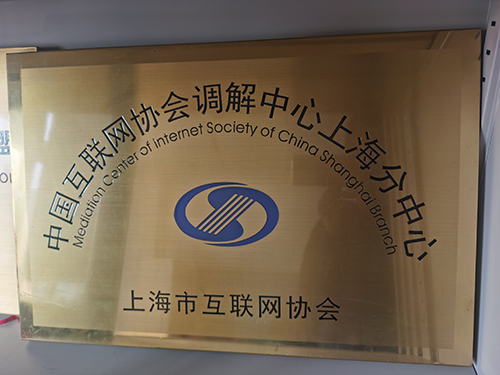 中国互联网协会调解中心上海分中心
Mediation Center of Internet Society of China Shanghai Branch
上海市互联网协会